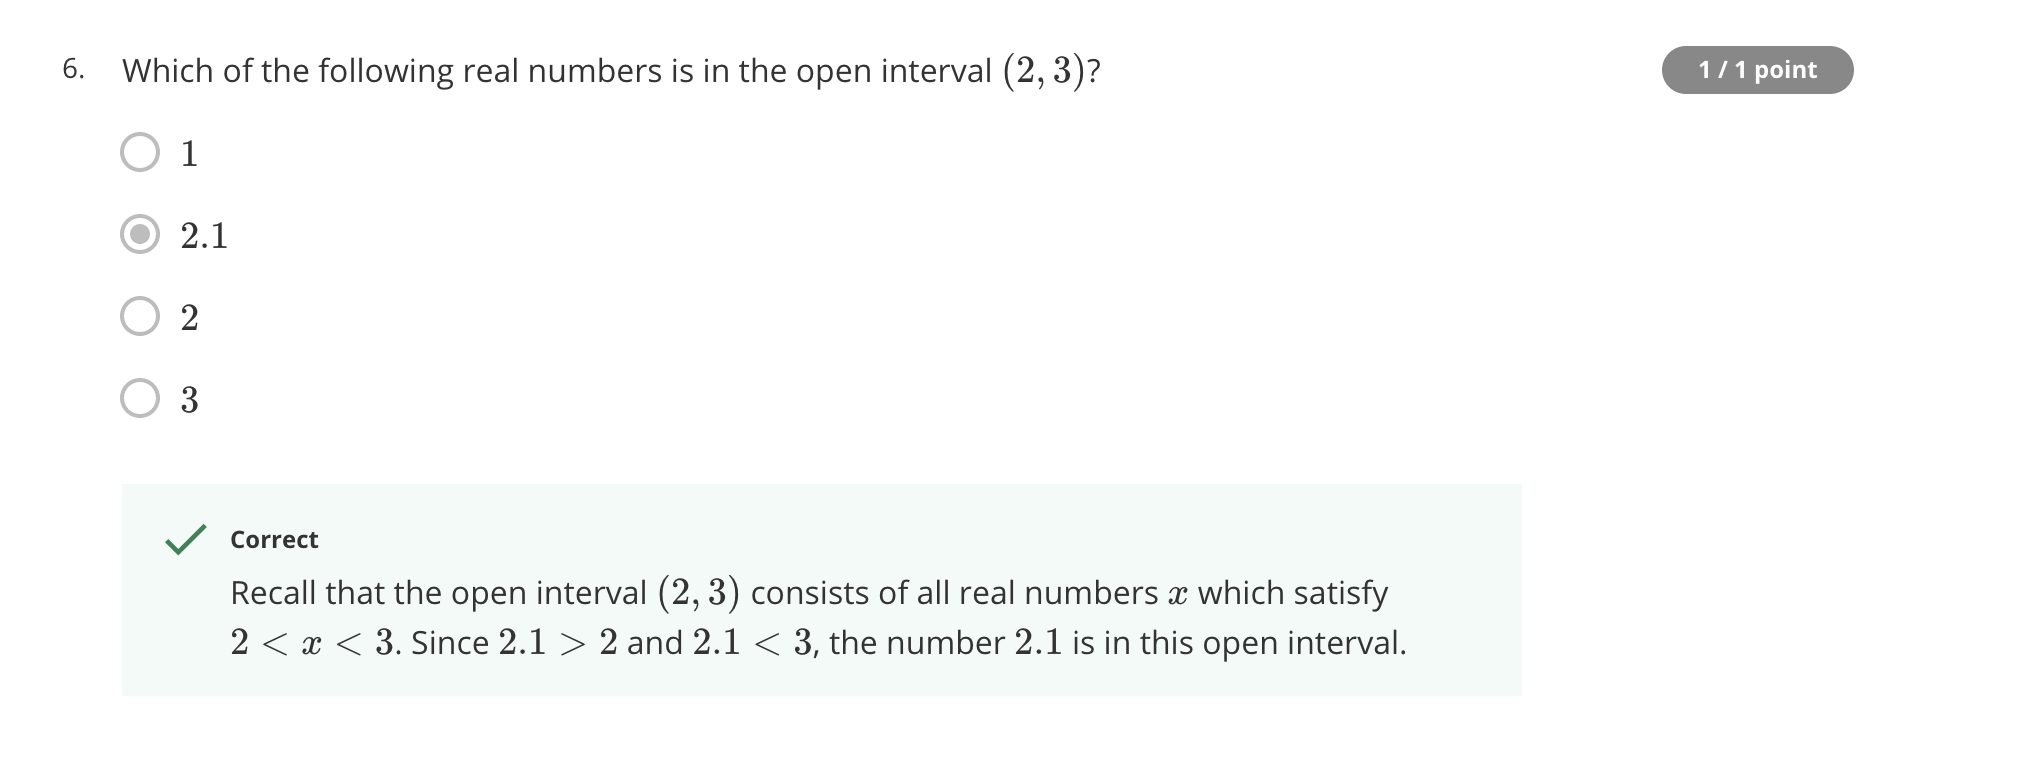 6. Which of the following real numbers is in the open interval (2, 3)?
1 / 1 point
1
2.1
2
3
Correct
Recall that the open interval (2, 3) consists of all real numbers x which satisfy
2 < x < 3. Since 2.1 > 2 and 2.1 < 3, the number 2.1 is in this open interval.